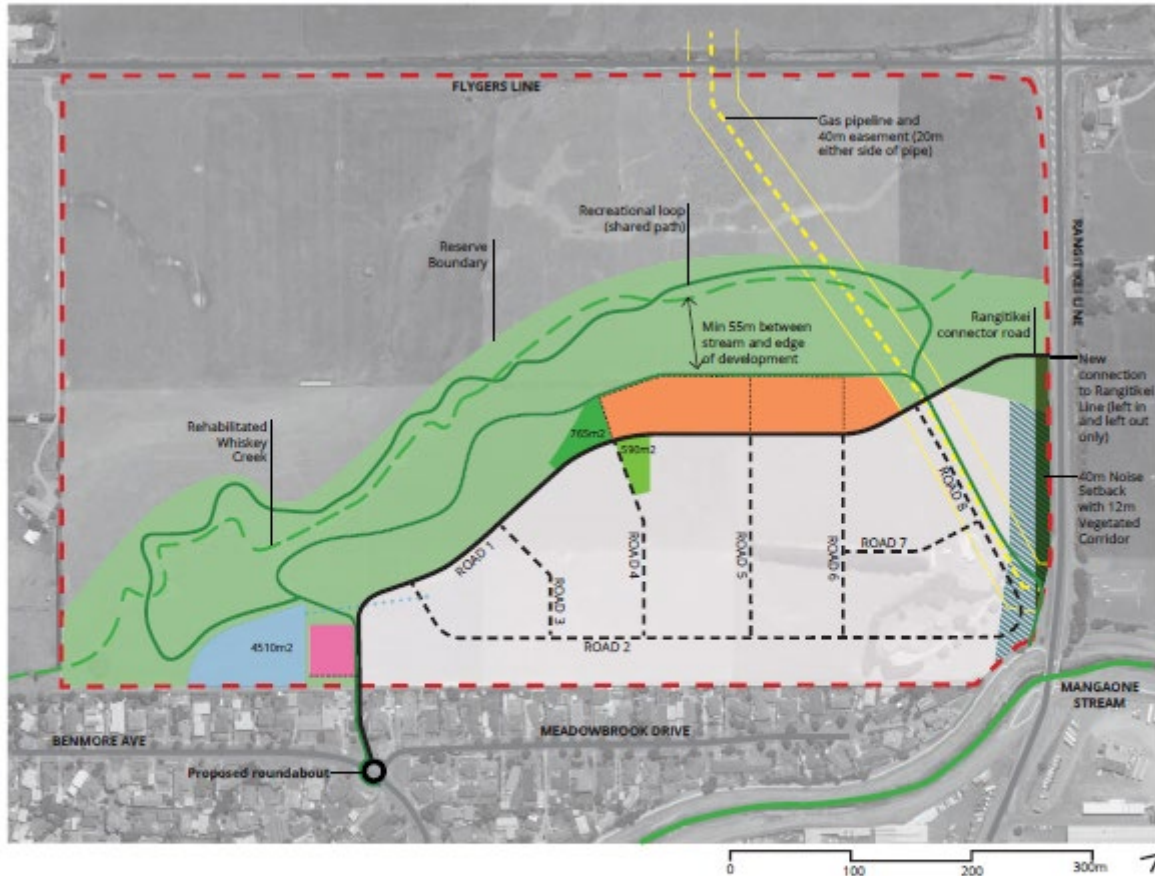 FLYGERS LINE
Gas pipeline and
40m easement (20m
either side of pipe)
Recreational loop
(shared path)
Reserve
Boundary
RANGITIKEI LINE
Rangitikei
connector road
Min 55m between
stream and edge
of development
New
connection
to Rangitikei
Line (left in
and left out
only)
Rehabilitated
Whiskey
Creek
765m2
590m2
40m Noise
Setback
with 12m
Vegetated
Corridor
ROAD 8
ROAD 1
ROAD 4
ROAD 5
ROAD 6
ROAD 7
ROAD 3
ROAD 2
4510m2
MANGAONE
STREAM
BENMORE AVE
MEADOWBROOK DRIVE
Proposed roundabout
0
100
200
300m